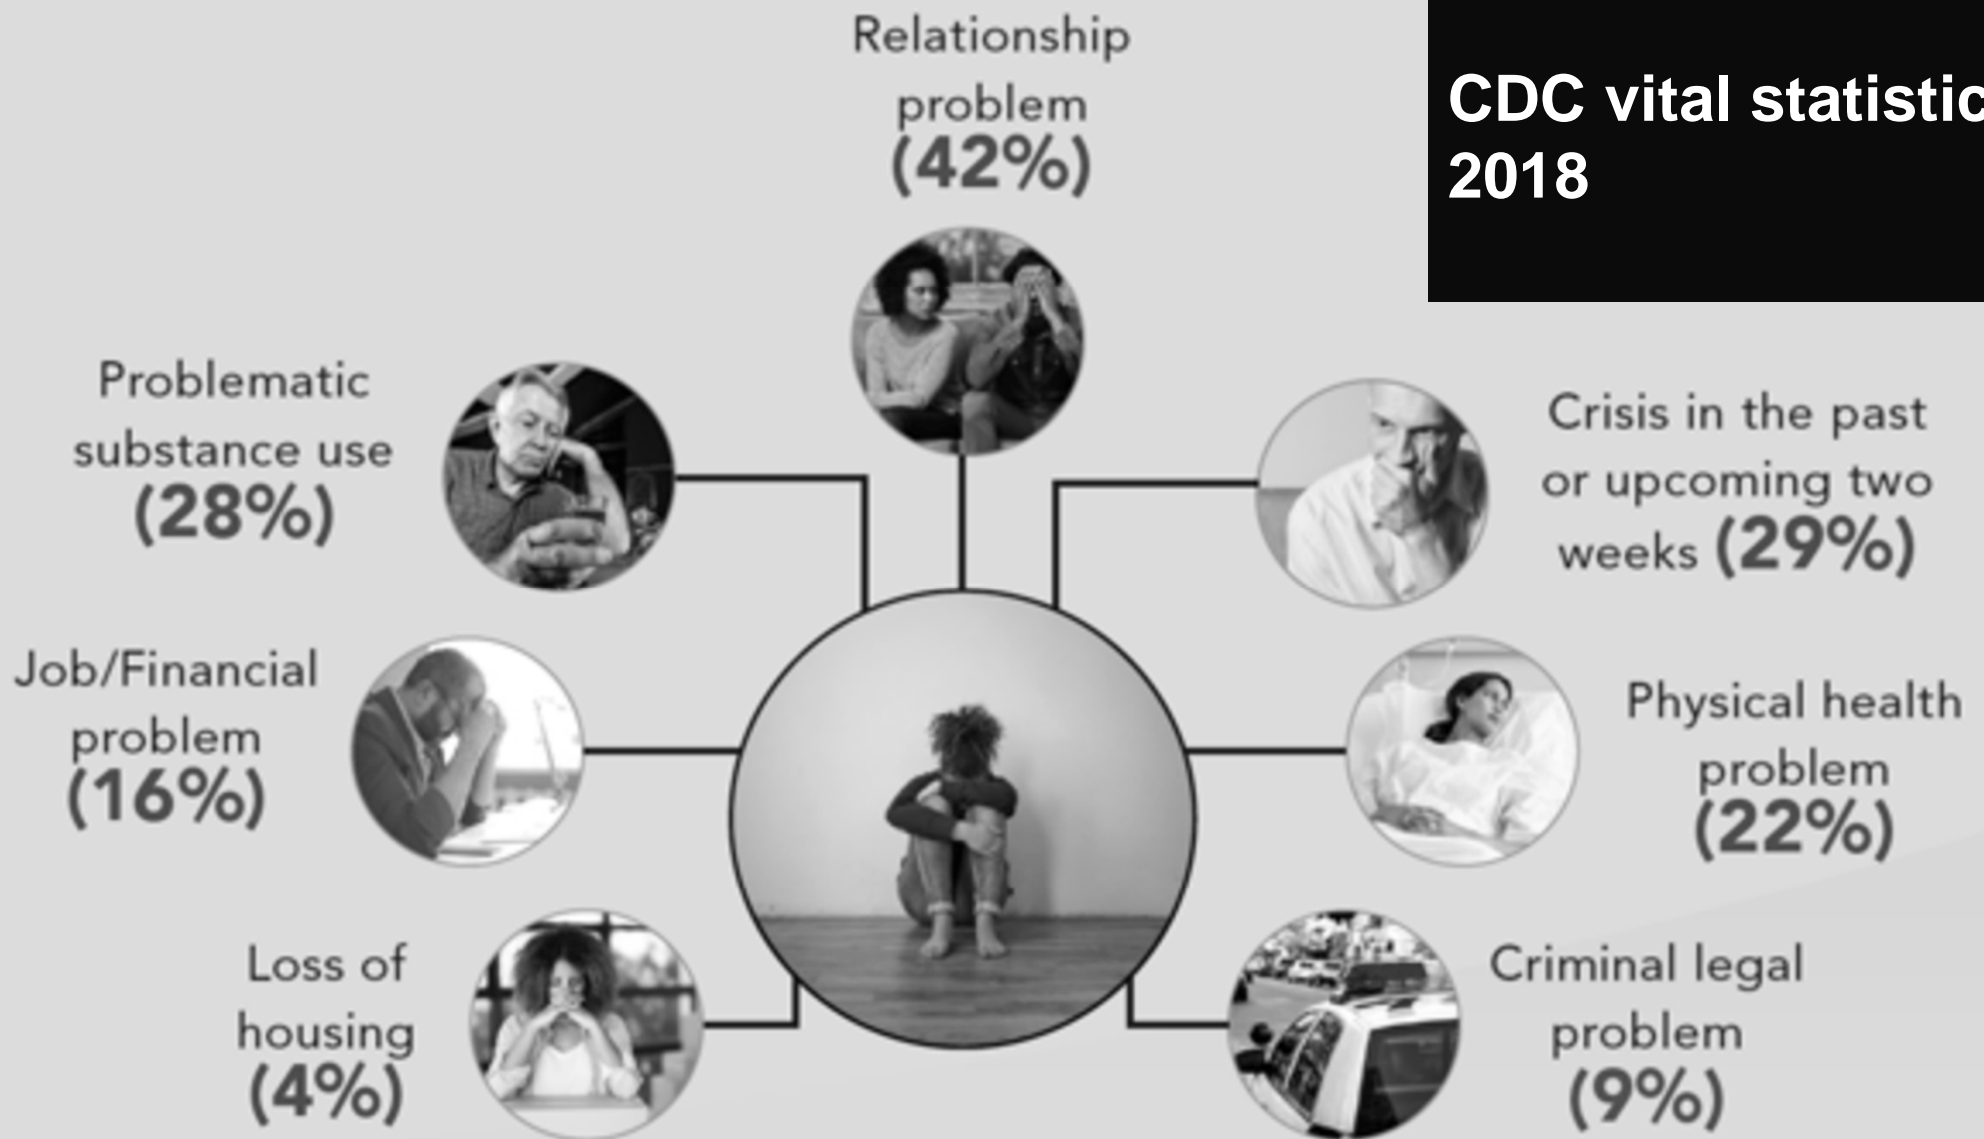 Relationship
problem
(42%)
CDC vital statistic
2018
Problematic
substance use
(28%)
Crisis in the past
or upcoming two
weeks (29%)
Job/Financial
problem
(16%)
Physical health
problem
(22%)
Loss of
housing
(4%)
Criminal legal
problem
(9%)